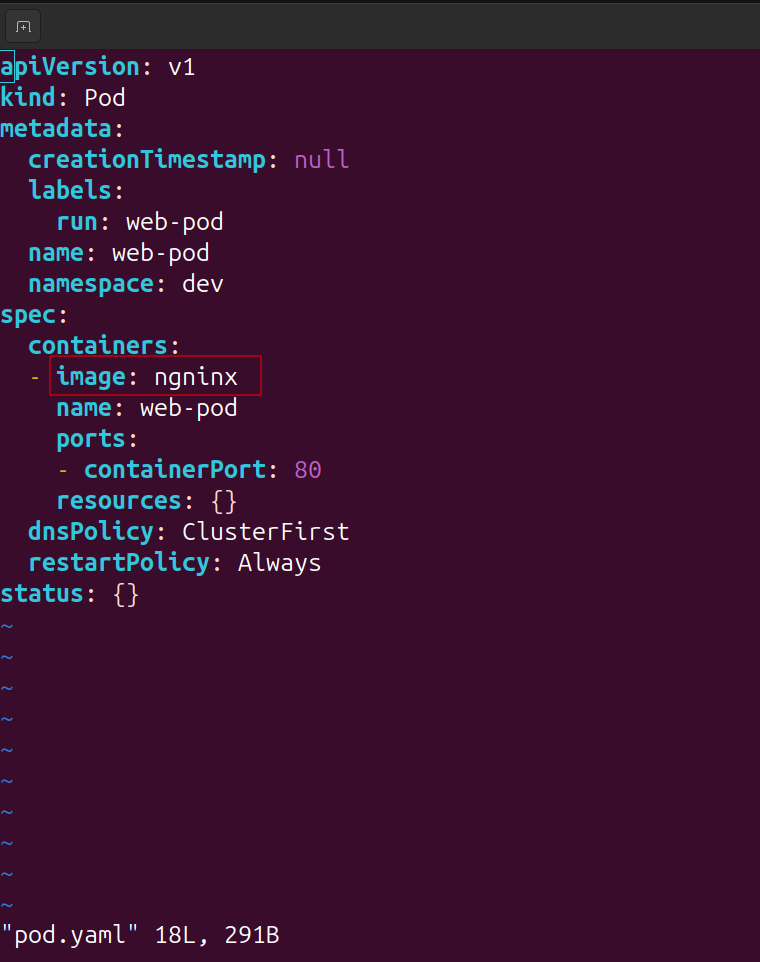 apiVersion: v1
kind: Pod
metadata:
  creationTimestamp: null
  labels:
    run: web-pod
  name: web-pod
  namespace: dev
spec:
  containers:
  - image: ngninx
    name: web-pod
    ports:
    - containerPort: 80
    resources: {}
  dnsPolicy: ClusterFirst
  restartPolicy: Always
status: {}
~
~
~
~
~
~
~
~
~
~
"pod.yaml" 18L, 291B